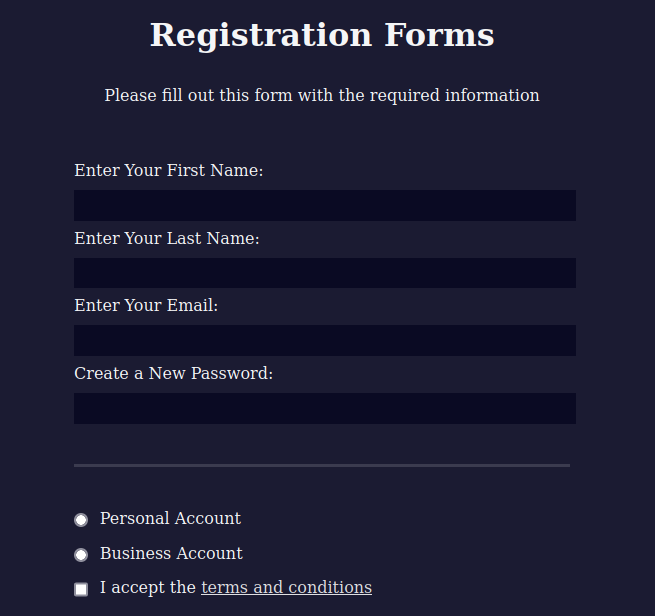 Registration Forms
Please fill out this form with the required information
Enter Your First Name:
Enter Your Last Name:
Enter Your Email:
Create a New Password:
Personal Account
Business Account
I accept the terms and conditions